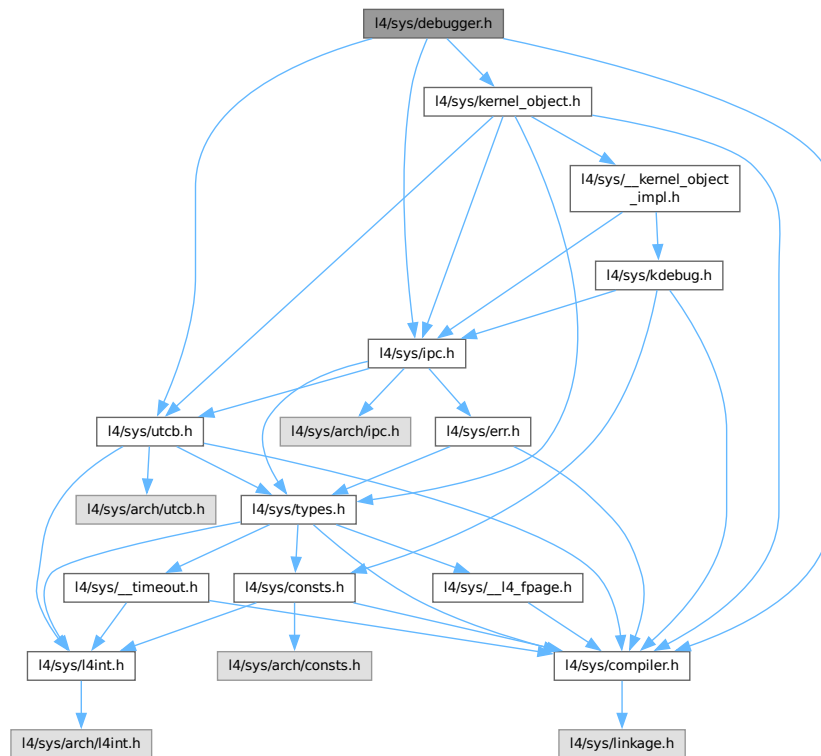 l4/sys/debugger.h
l4/sys/kernel_object.h
l4/sys/__kernel_object
_impl.h
l4/sys/kdebug.h
l4/sys/ipc.h
l4/sys/utcb.h
l4/sys/arch/ipc.h
l4/sys/err.h
l4/sys/arch/utcb.h
l4/sys/types.h
l4/sys/__timeout.h
l4/sys/consts.h
l4/sys/__l4_fpage.h
l4/sys/l4int.h
l4/sys/arch/consts.h
l4/sys/compiler.h
l4/sys/arch/l4int.h
l4/sys/linkage.h